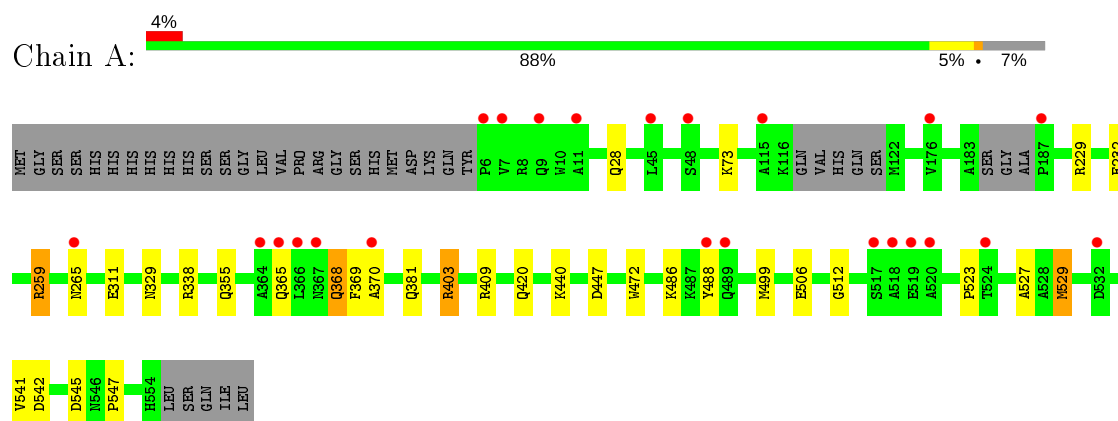 4%
Chain A:
88% 5% • 7%
MET GLY SER SER HIS HIS HIS HIS HIS HIS SER SER GLY LEU VAL PRO ARG GLY SER HIS MET ASP LYS GLN TYR P6 V7 R8 Q9 W10 A11 Q28 L45 S48 K73 A115 K116 GLN VAL HIS GLN SER M122 V176 A183 SER GLY ALA P187 R229
R259 N265 E311 N329 R338 Q355 A364 Q365 L366 N367 Q368 F369 A370 Q381 R403 R409 Q420 K440 D447 W472 K486 K487 Y488 Q489 M499 E506 G512 S517 A518 E519 A520 P523 T524 A527 A528 M529 D532
V541 D542 D545 N546 P547 H554 LEU SER GLN ILE LEU